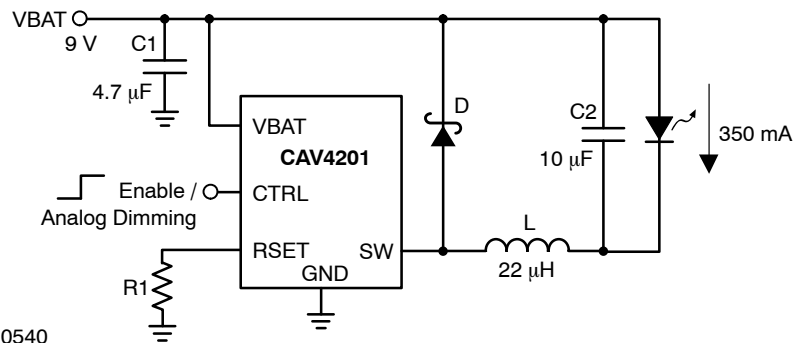 VBAT
9 V
C1
4.7 μF
VBAT
CAV4201
D
C2
10 μF
350 mA
Enable /
Analog Dimming
CTRL
RSET
SW
GND
L
22 μH
R1
0540